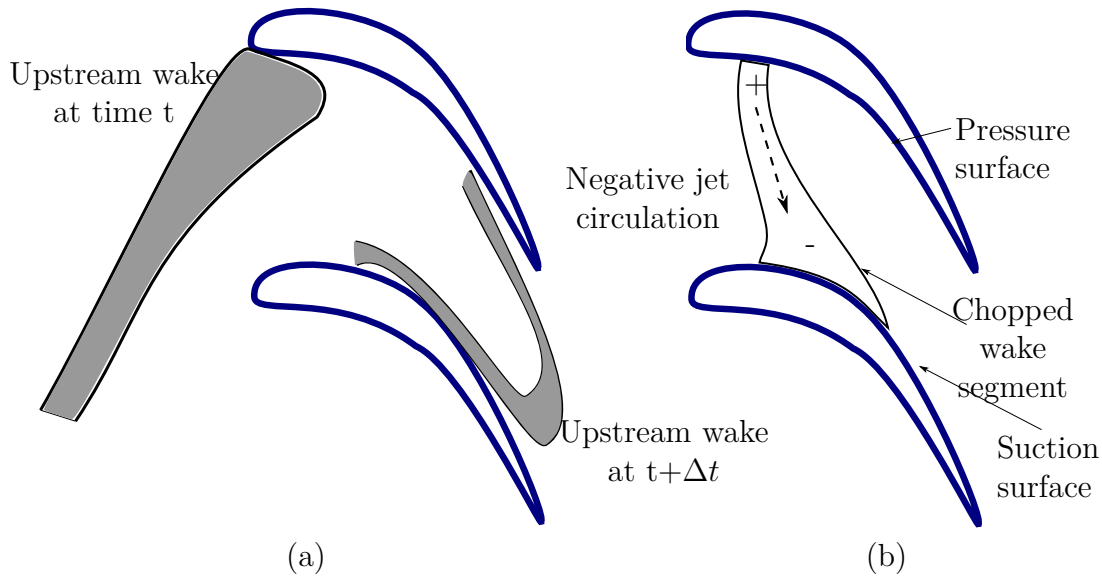 Upstream wake
at time t
Upstream wake
at t+Δt
(a)
+
Negative jet
circulation
-
Pressure
surface
Chopped
wake
segment
Suction
surface
(b)